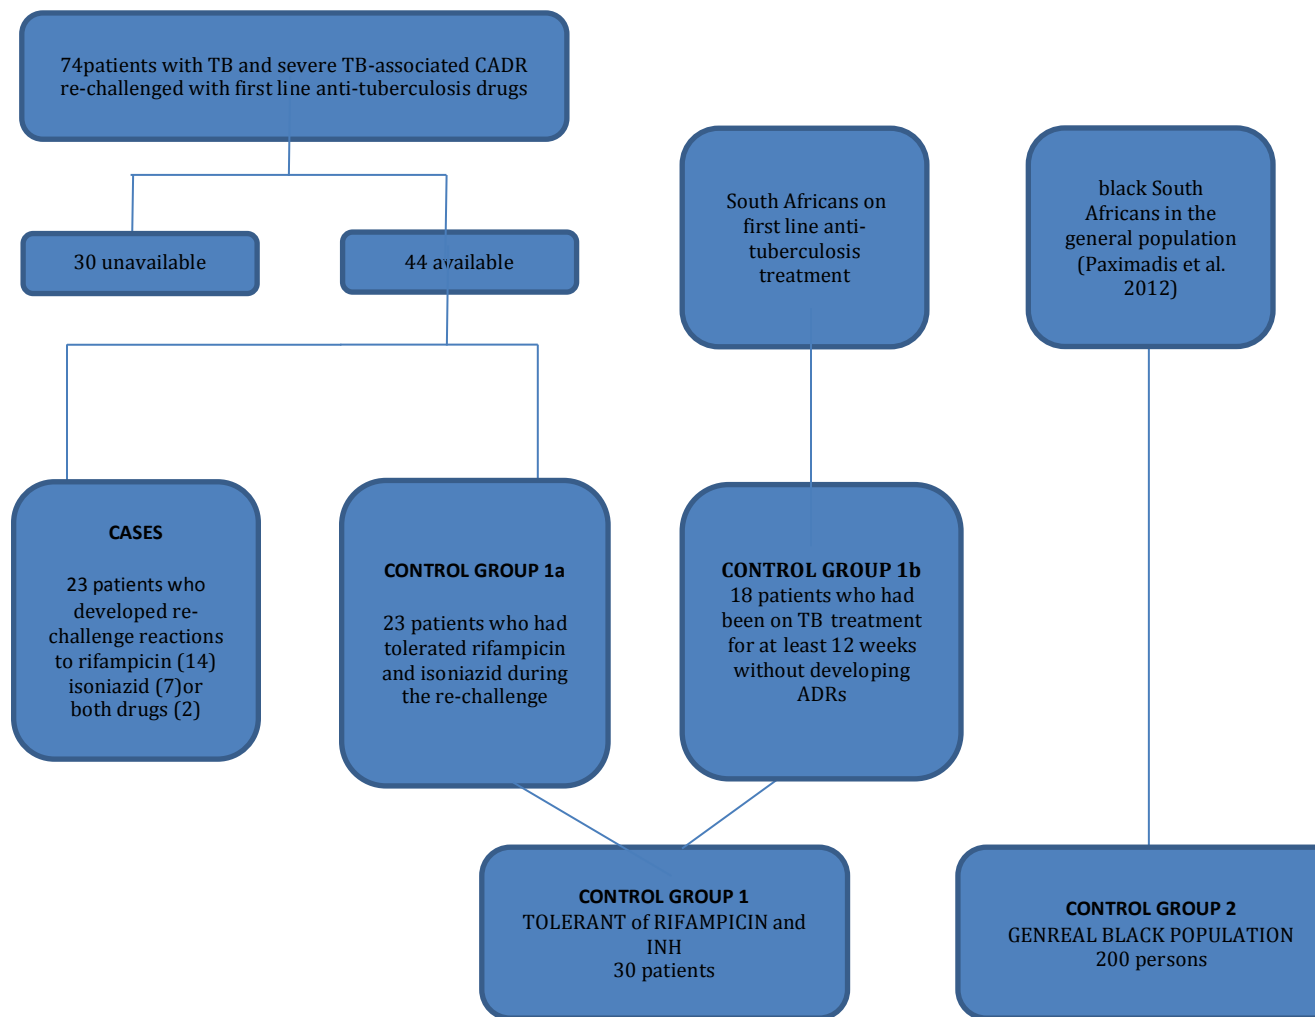 74patients with TB and severe TB-associated CADR
re-challenged with first line anti-tuberculosis drugs
30 unavailable
44 available
South Africans on
first line anti-
tuberculosis
treatment
black South
Africans in the
general population
(Paximadis et al.
2012)
CASES
23 patients who
developed re-
challenge reactions
to rifampicin (14)
isoniazid (7)or
both drugs (2)
CONTROL GROUP 1a
23 patients who had
tolerated rifampicin
and isoniazid during
the re-challenge
CONTROL GROUP 1b
18 patients who had
been on TB treatment
for at least 12 weeks
without developing
ADRs
CONTROL GROUP 1
TOLERANT of RIFAMPICIN and
INH
30 patients
CONTROL GROUP 2
GENREAL BLACK POPULATION
200 persons